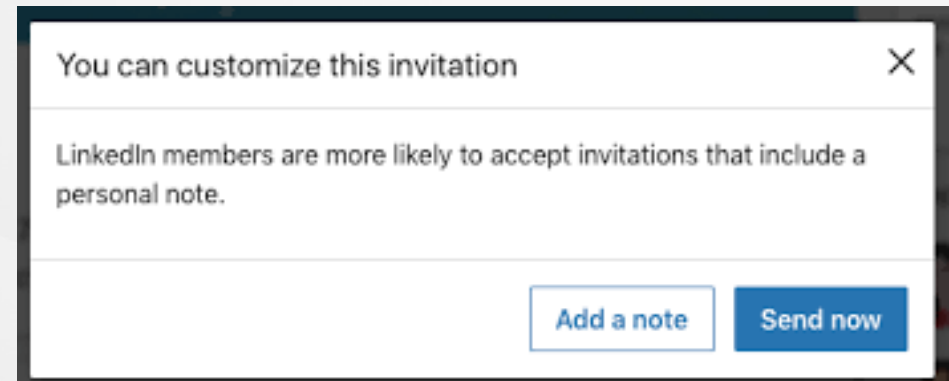 You can customize this invitation
LinkedIn members are more likely to accept invitations that include a
personal note.
Add a note
Send now